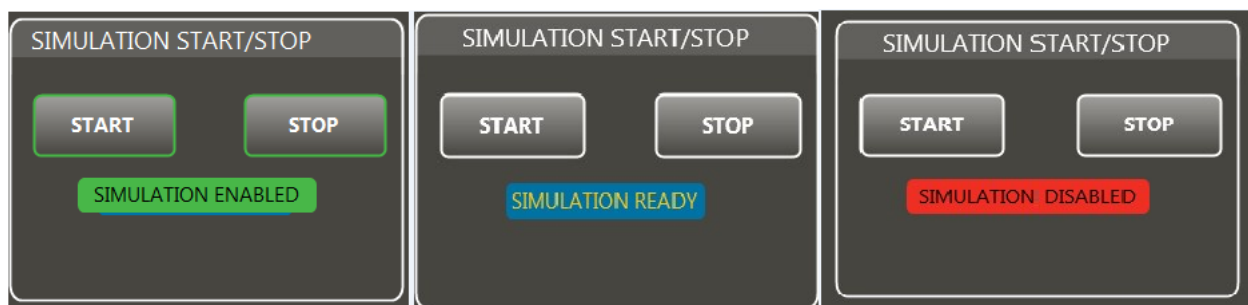 SIMULATION START/STOP
START STOP
SIMULATION ENABLED
SIMULATION START/STOP
START STOP
SIMULATION READY
SIMULATION START/STOP
START STOP
SIMULATION DISABLED